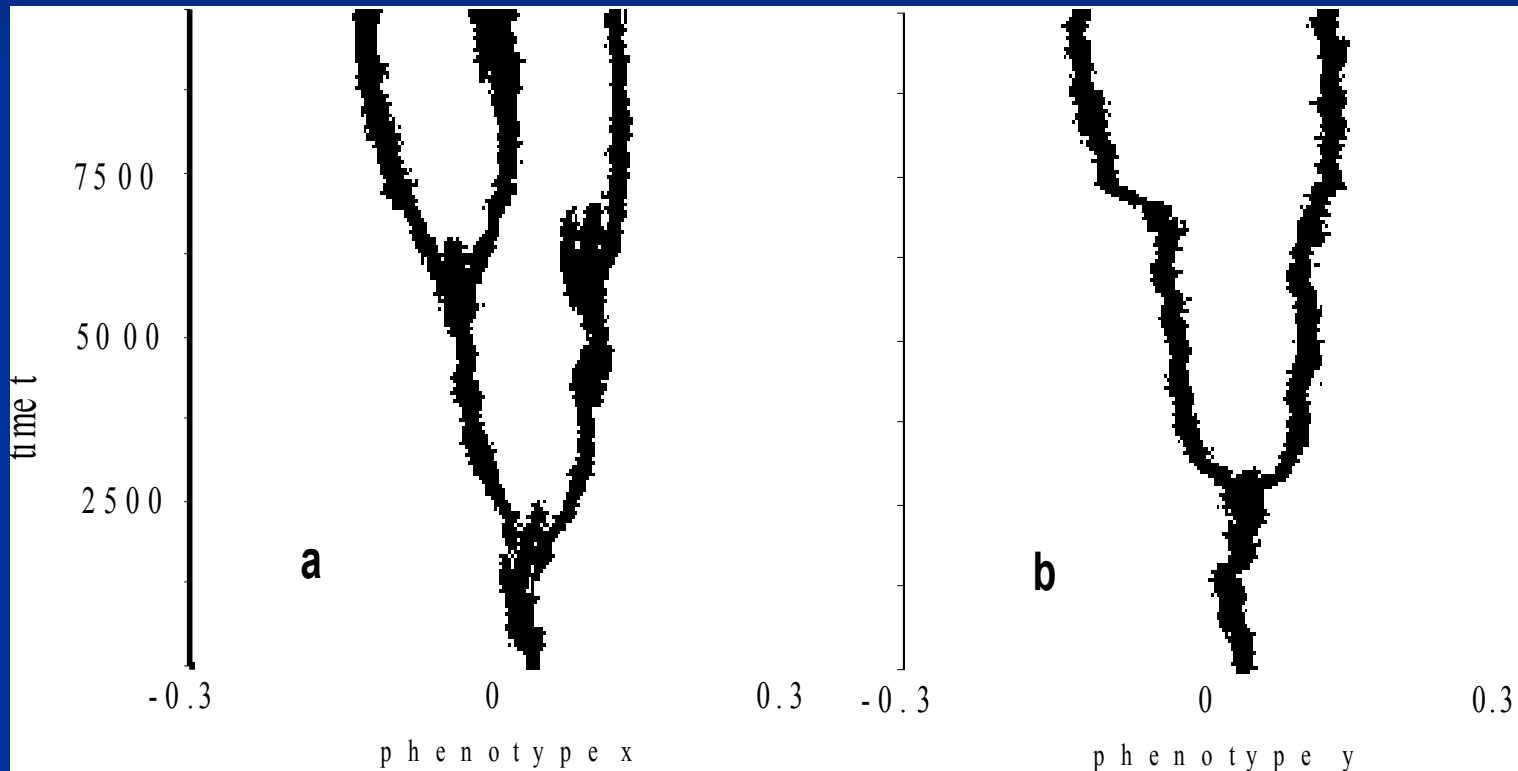 7500
5000
2500
time t
a
-0.3 0 0.3
phenotype x
b
-0.3 0 0.3
phenotype y